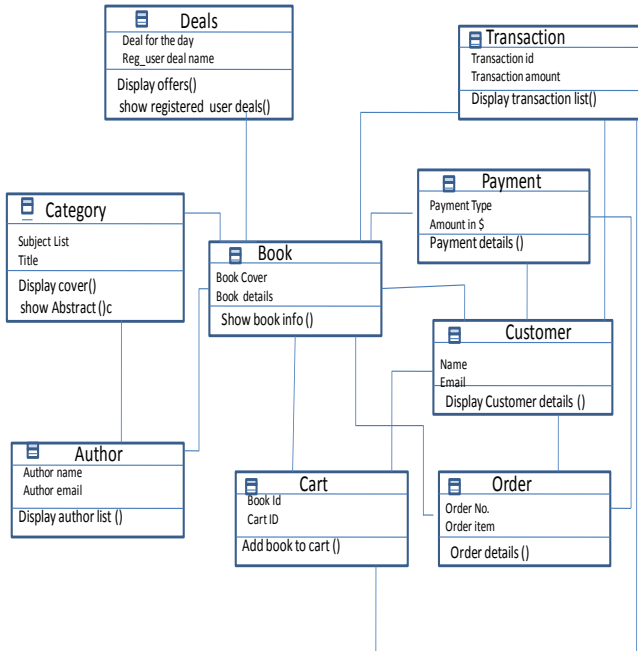 Deals
Deal for the day
Reg_user deal name
Display offers()
show registered user deals()
Transaction
Transaction id
Transaction amount
Display transaction list()
Payment
Payment Type
Amount in $
Payment details ()
Category
Subject List
Title
Display cover()
show Abstract ()c
Book
Book Cover
Book details
Show book info ()
Customer
Name
Email
Display Customer details ()
Author
Author name
Author email
Display author list ()
Cart
Book Id
Cart ID
Add book to cart ()
Order
Order No.
Order item
Order details ()